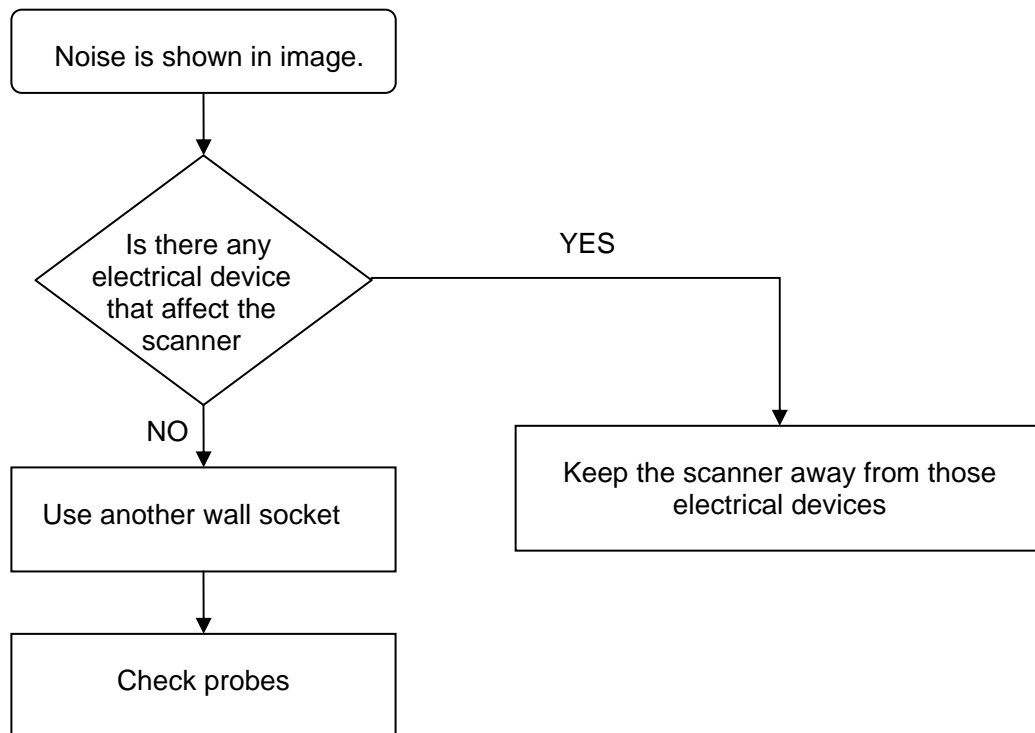 Noise is shown in image.
Is there any
electrical device
that affect the
scanner
YES
NO
Use another wall socket
Keep the scanner away from those
electrical devices
Check probes